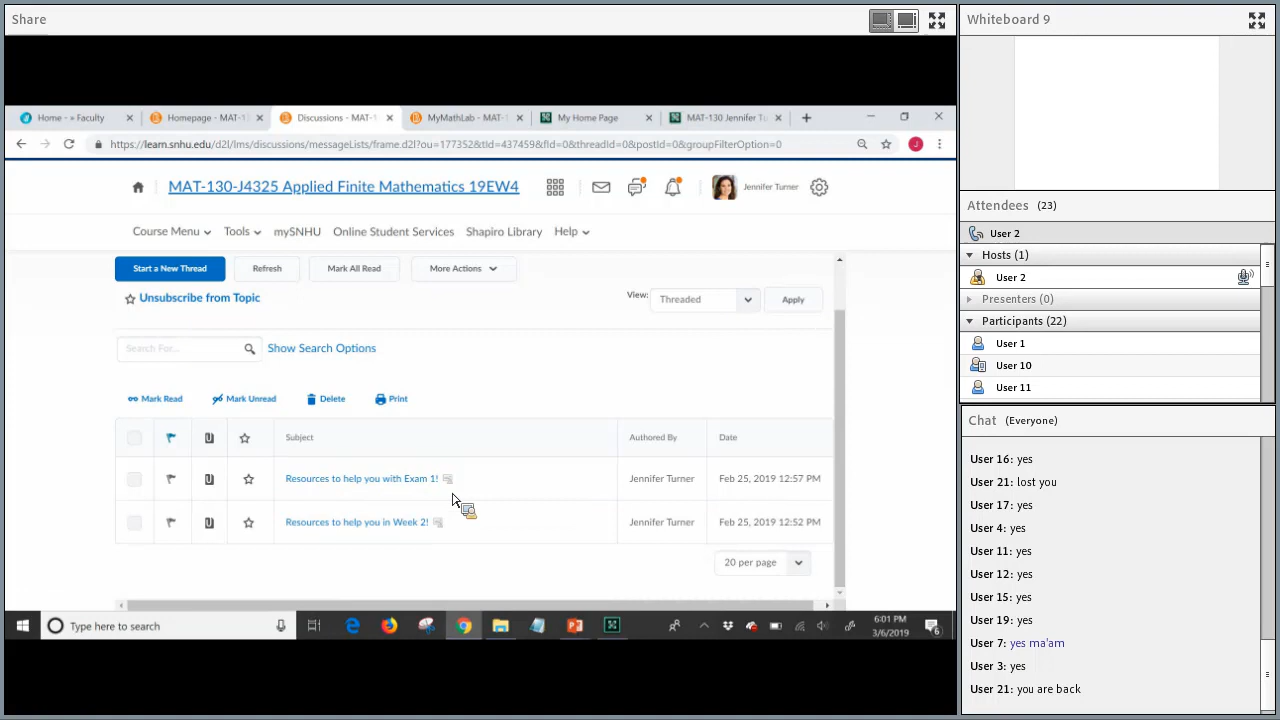 Share
Home - » Faculty
Homepage - MAT-1
Discussions - MAT-1
MyMathLab - MAT-1
My Home Page
MAT-130 Jennifer Tu
https://learn.snhu.edu/d2l/lms/discussions/messageLists/frame.d2l?ou=177352&tId=437459&fId=0&threadId=0&postId=0&groupFilterOption=0
J
MAT-130-J4325 Applied Finite Mathematics 19EW4
Jennifer Turner
Course Menu Tools mySNHU Online Student Services Shapiro Library Help
Start a New Thread Refresh Mark All Read More Actions
Unsubscribe from Topic
View: Threaded Apply
Search For...
Show Search Options
Mark Read Mark Unread Delete Print
Subject Authored By Date
Resources to help you with Exam 1! Jennifer Turner Feb 25, 2019 12:57 PM
Resources to help you in Week 2! Jennifer Turner Feb 25, 2019 12:52 PM
20 per page
Type here to search
6:01 PM
3/6/2019
6
Whiteboard 9
Attendees (23)
User 2
Hosts (1)
User 2
Presenters (0)
Participants (22)
User 1
User 10
User 11
Chat (Everyone)
User 16: yes
User 21: lost you
User 17: yes
User 4: yes
User 11: yes
User 12: yes
User 15: yes
User 19: yes
User 7: yes ma'am
User 3: yes
User 21: you are back